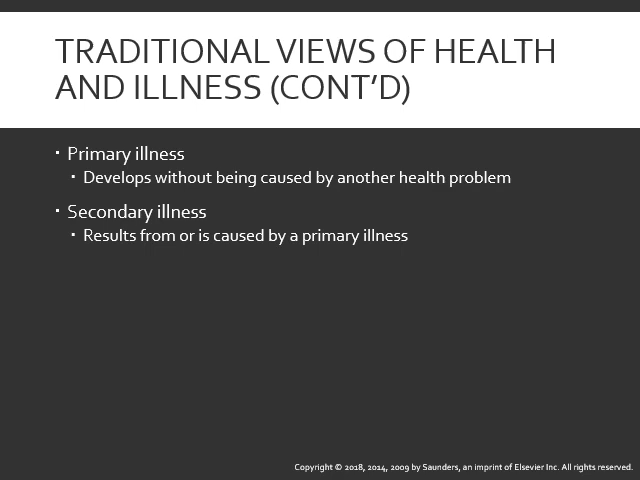 TRADITIONAL VIEWS OF HEALTH
AND ILLNESS (CONT’D)
▪ Primary illness
▪ Develops without being caused by another health problem
▪ Secondary illness
▪ Results from or is caused by a primary illness
Copyright © 2018, 2014, 2009 by Saunders, an imprint of Elsevier Inc. All rights reserved.